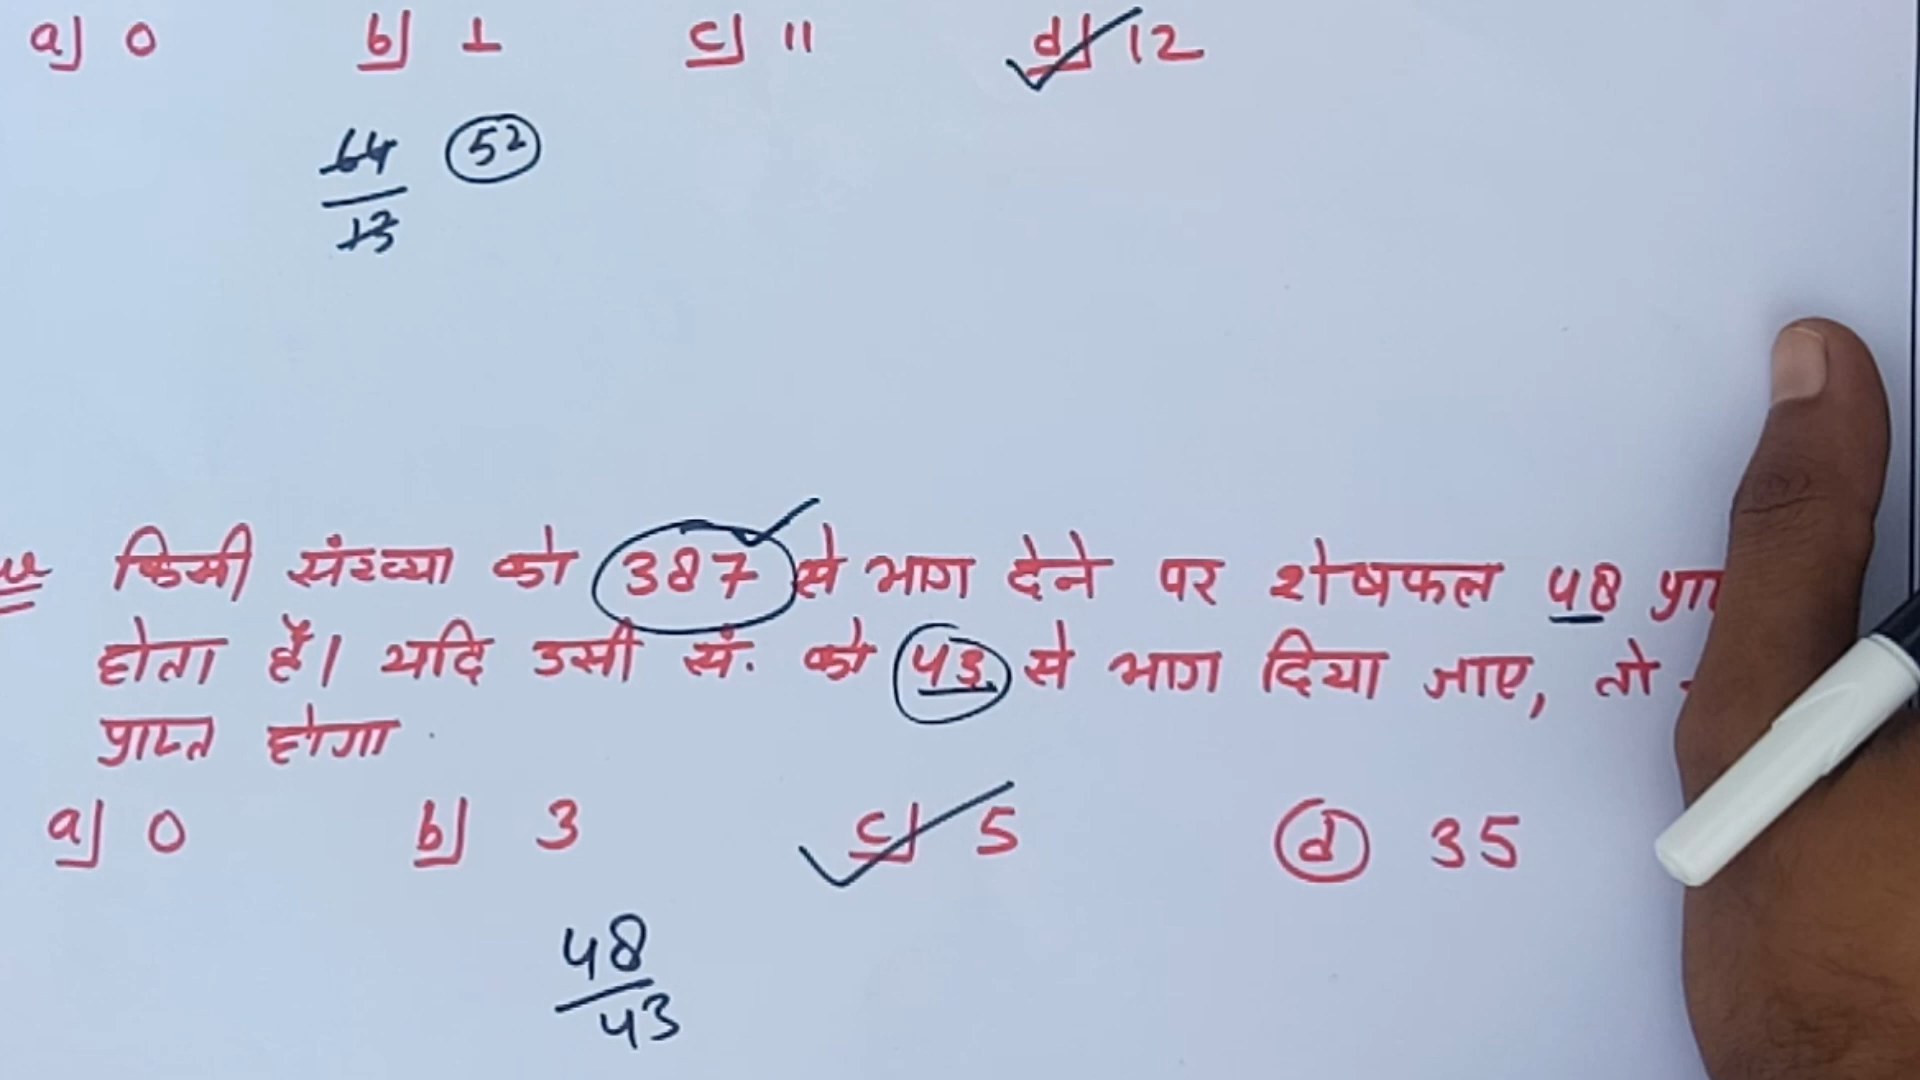 a) 0 b) 1 c) 11 d) 12
64 52
13
किसी संख्या को 387 से भाग देने पर शेषफल 48
होता है। यदि उसी सं. को 43 से भाग दिया जाए, तो
प्राप्त होगा
a) 0 b) 3 c) 5 d 35
48
43